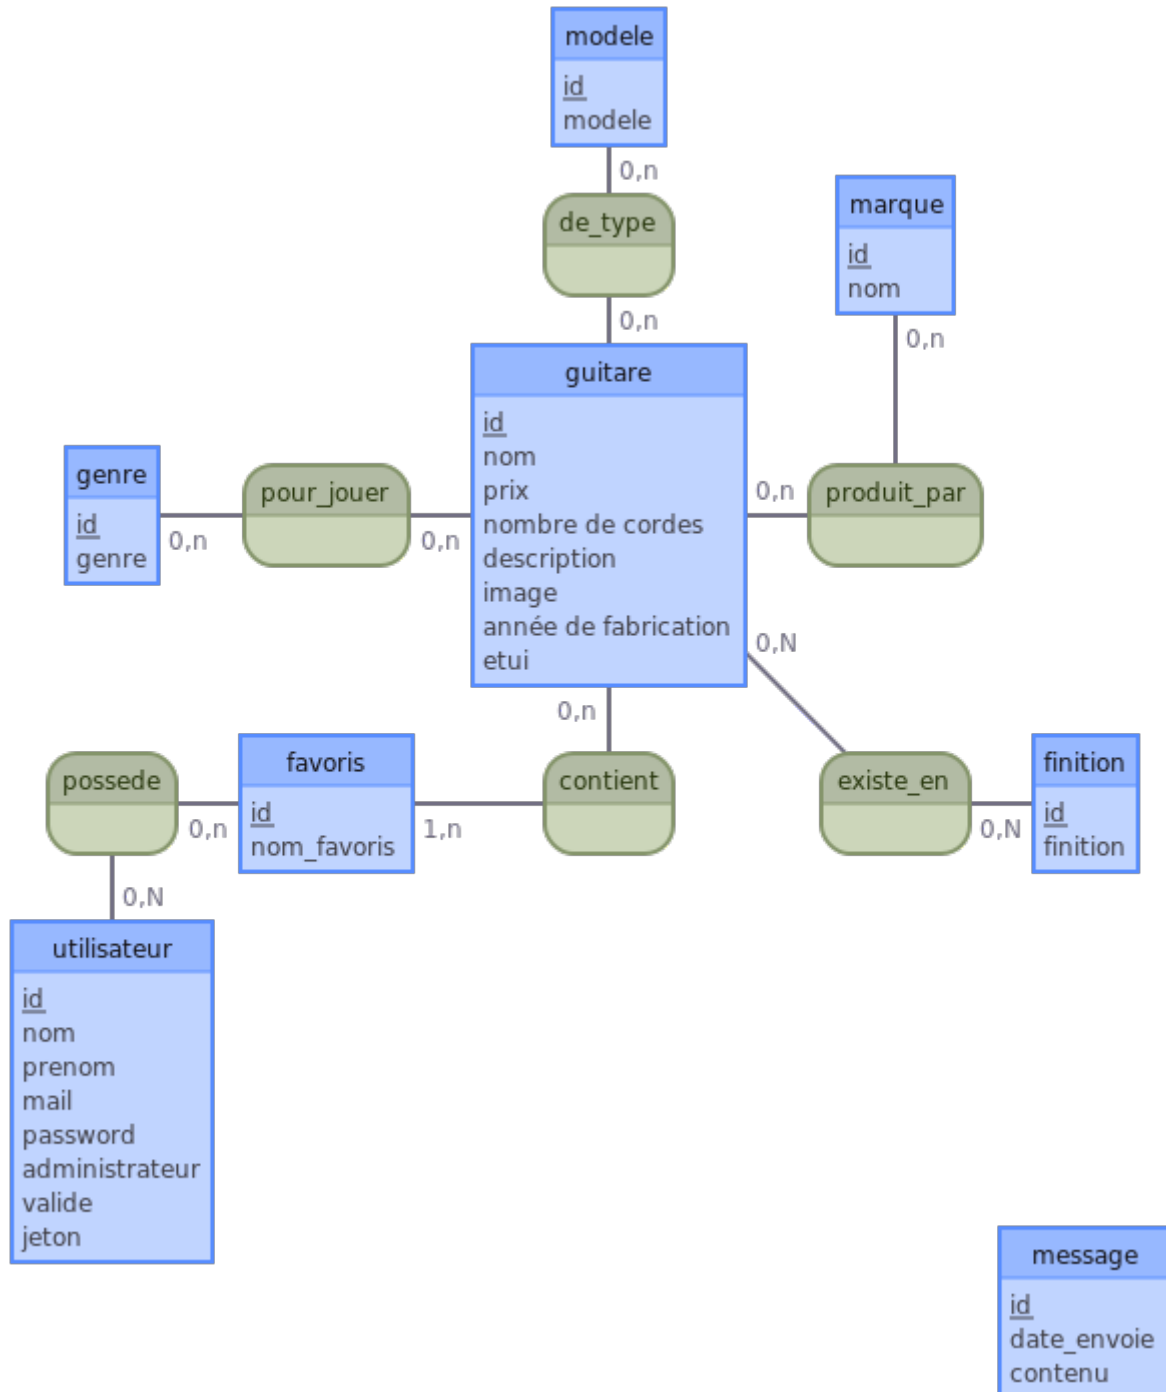 modele
id
modele
0,n
de_type
0,n
marque
id
nom
0,n
guitare
id
nom
prix
nombre de cordes
description
image
année de fabrication
etui
genre
id
genre
0,n
pour_jouer
0,n
0,n
produit_par
0,N
0,n
possede
0,n
favoris
id
nom_favoris
1,n
contient
existe_en
0,N
finition
id
finition
0,N
utilisateur
id
nom
prenom
mail
password
administrateur
valide
jeton
message
id
date_envoie
contenu